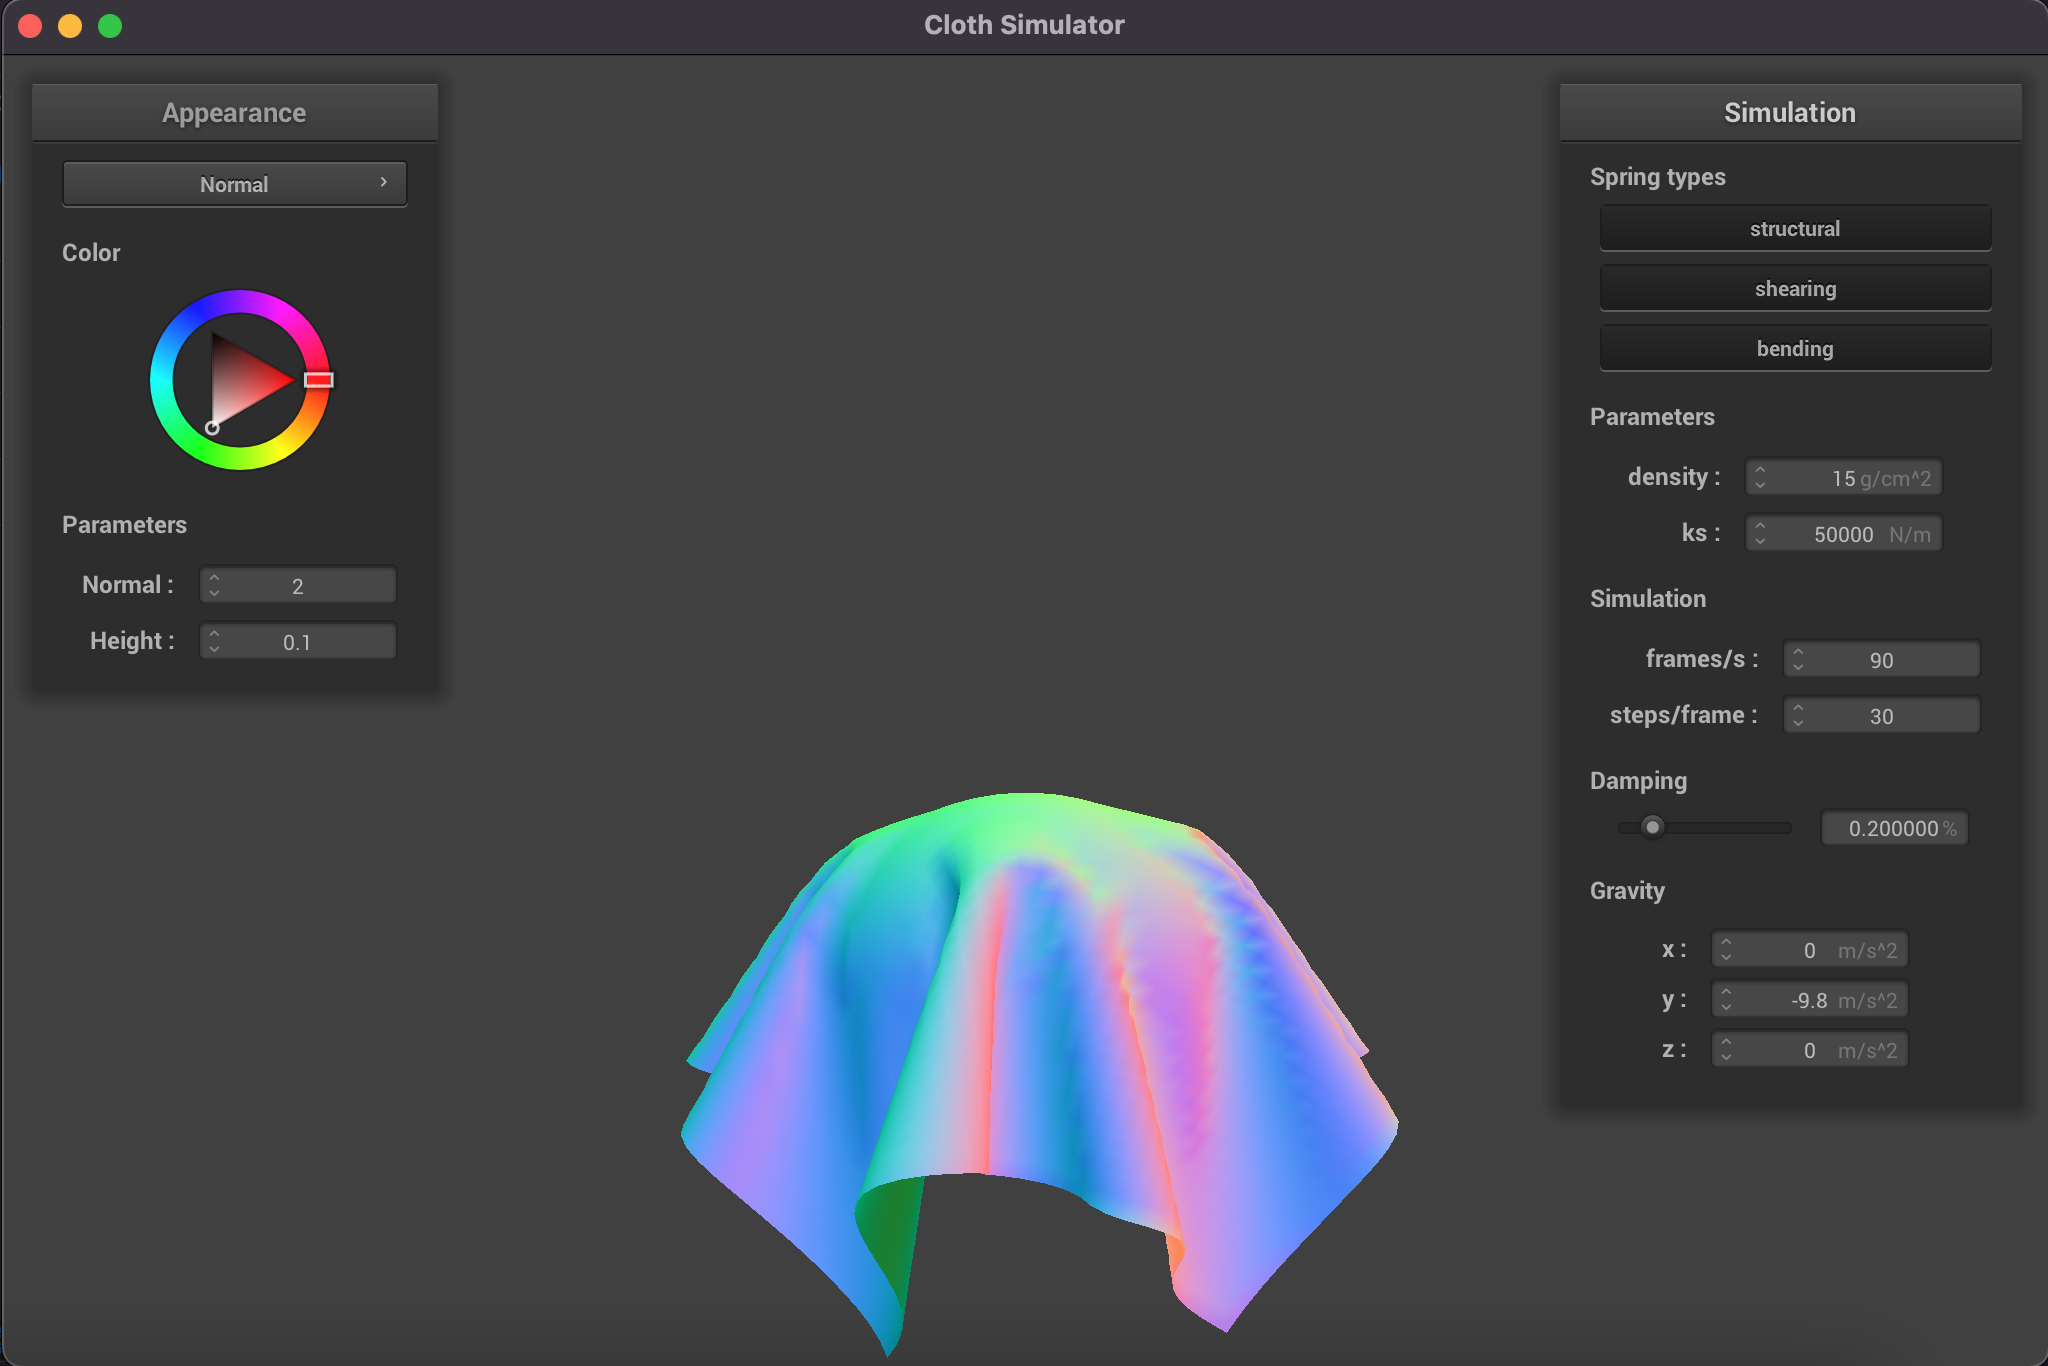 Cloth Simulator
Appearance
Normal
Color
Parameters
Normal : 2
Height : 0.1
Simulation
Spring types
structural
shearing
bending
Parameters
density : 15 g/cm^2
ks : 50000 N/m
Simulation
frames/s : 90
steps/frame : 30
Damping
0.200000 %
Gravity
x : 0 m/s^2
y : -9.8 m/s^2
z : 0 m/s^2